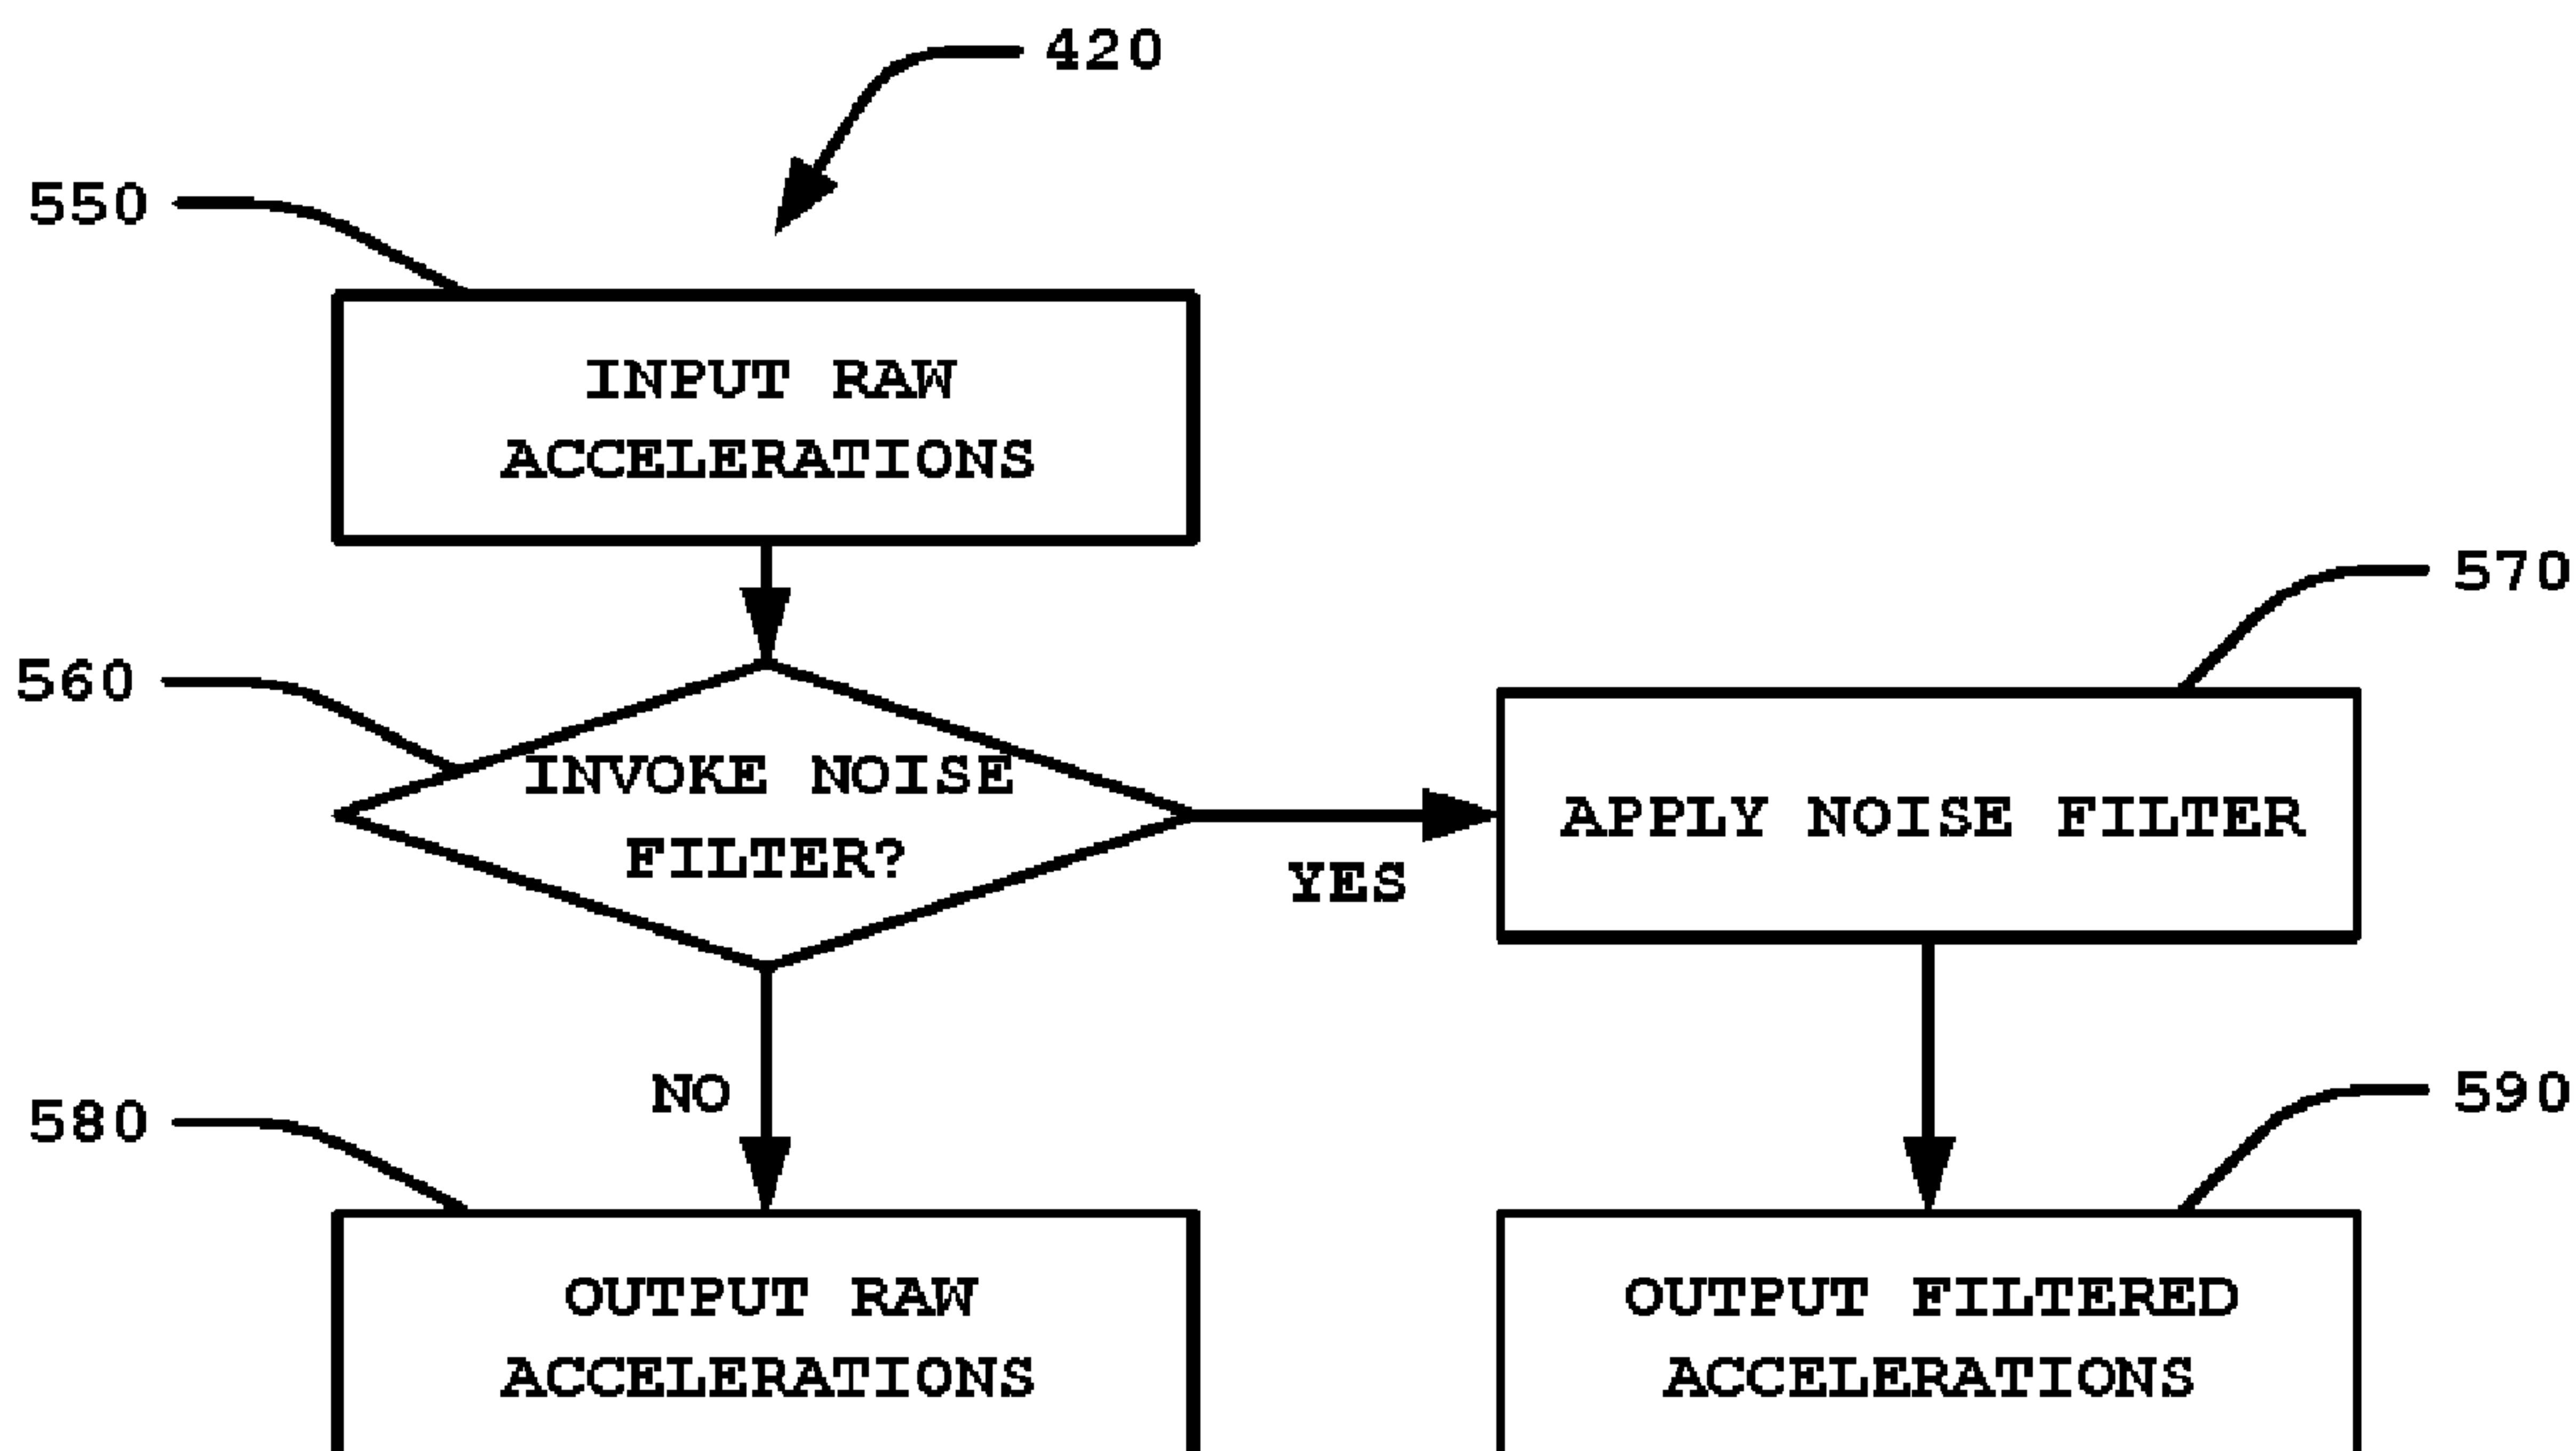 420
550
INPUT RAW
ACCELERATIONS
570
560
INVOKE NOISE
FILTER?
APPLY NOISE FILTER
YES
NO
580
590
OUTPUT RAW
ACCELERATIONS
OUTPUT FILTERED
ACCELERATIONS